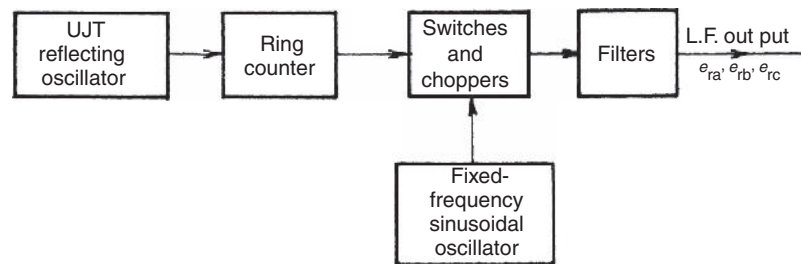 UJT
reflecting
oscillator
Ring
counter
Switches
and
choppers
Filters
L.F. out put
e_ra, e_rb, e_rc
Fixed-
frequency
sinusoidal
oscillator